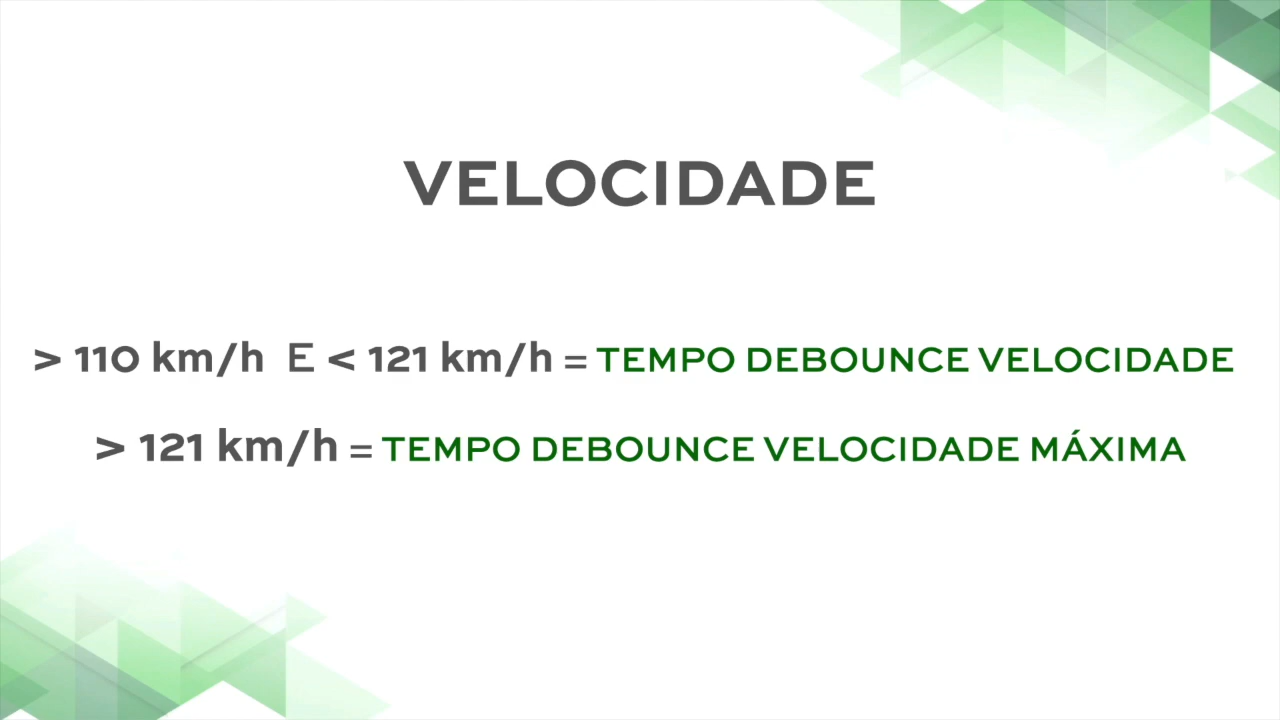 VELOCIDADE
> 110 km/h E < 121 km/h = TEMPO DEBOUNCE VELOCIDADE
> 121 km/h = TEMPO DEBOUNCE VELOCIDADE MÁXIMA